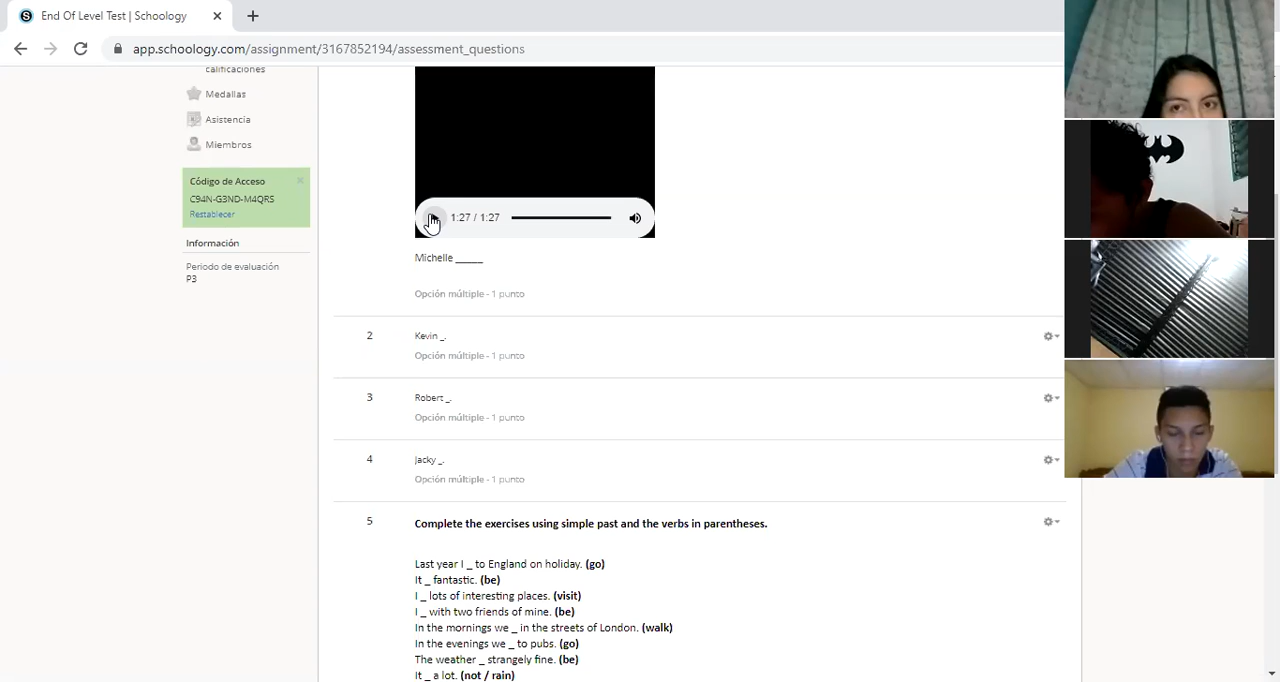 End Of Level Test | Schoology
app.schoology.com/assignment/3167852194/assessment_questions
calificaciones
Medallas
Asistencia
Miembros
Código de Acceso
C94N-G3ND-M4QRS
Restablecer
Información
Periodo de evaluación
P3
1:27 / 1:27
Michelle _____
Opción múltiple - 1 punto
2
Kevin _.
Opción múltiple - 1 punto
3
Robert _.
Opción múltiple - 1 punto
4
Jacky _.
Opción múltiple - 1 punto
5
Complete the exercises using simple past and the verbs in parentheses.
Last year I _ to England on holiday. (go)
It _ fantastic. (be)
I _ lots of interesting places. (visit)
I _ with two friends of mine. (be)
In the mornings we _ in the streets of London. (walk)
In the evenings we _ to pubs. (go)
The weather _ strangely fine. (be)
It _ a lot. (not / rain)